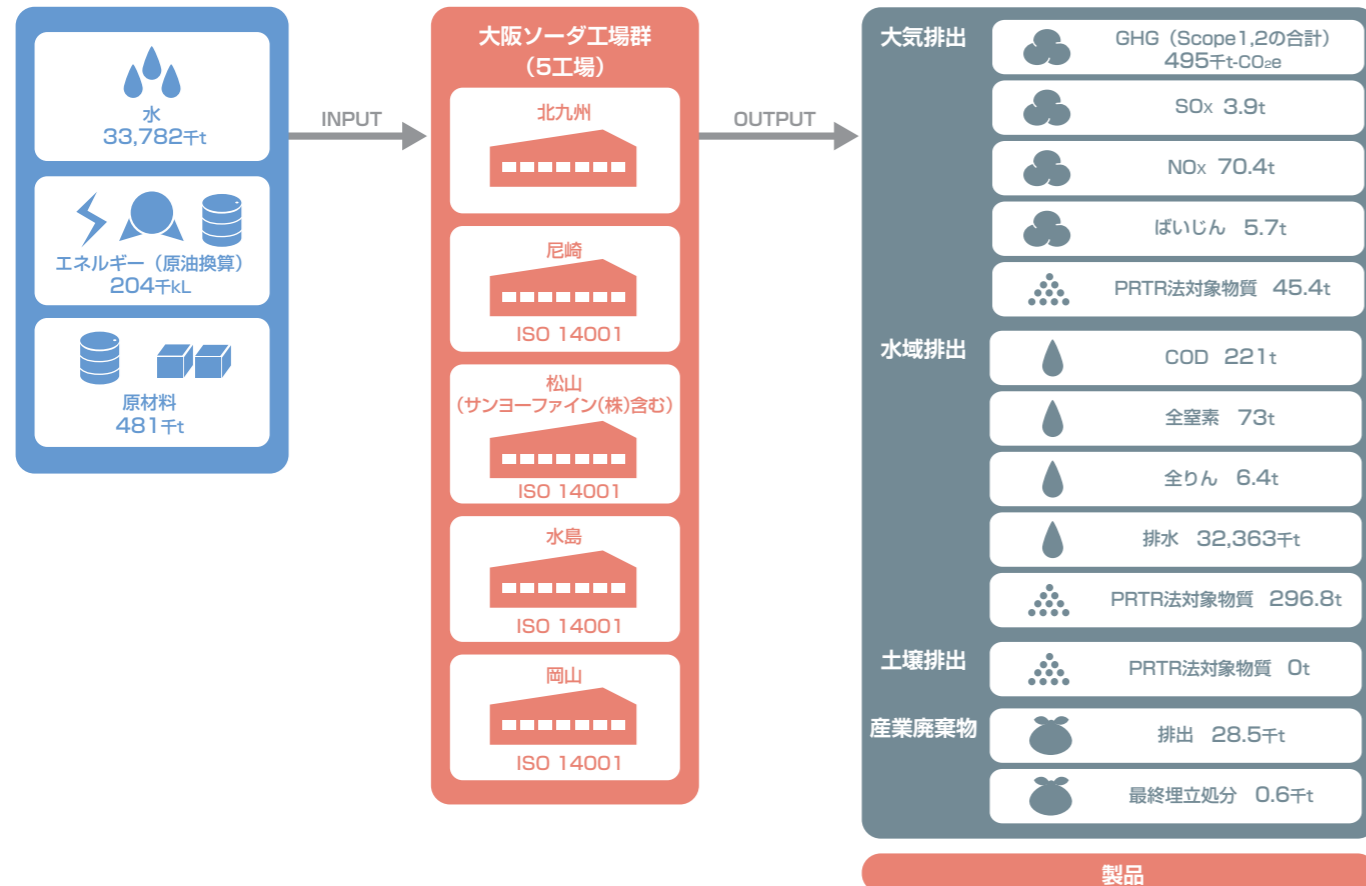 水
33,782千t
エネルギー（原油換算）
204千kL
原材料
481千t
INPUT
大阪ソーダ工場群
（5工場）
北九州
尼崎
ISO 14001
松山
(サンヨーファイン(株)含む)
ISO 14001
水島
ISO 14001
岡山
ISO 14001
OUTPUT
大気排出
GHG（Scope1,2の合計）
495千t-CO₂e
SOx 3.9t
NOx 70.4t
ばいじん 5.7t
PRTR法対象物質 45.4t
水域排出
COD 221t
全窒素 73t
全りん 6.4t
排水 32,363千t
PRTR法対象物質 296.8t
土壌排出
PRTR法対象物質 0t
産業廃棄物
排出 28.5千t
最終埋立処分 0.6千t
製品